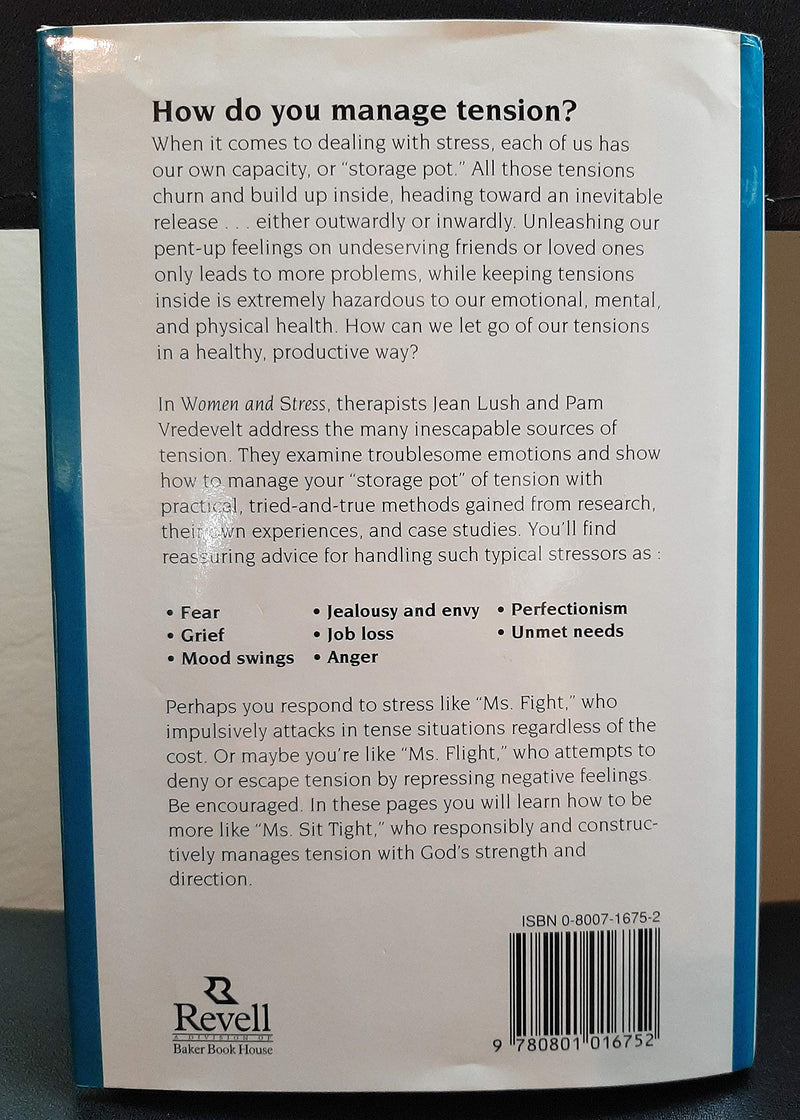 How do you manage tension?
When it comes to dealing with stress, each of us has
our own capacity, or “storage pot.” All those tensions
churn and build up inside, heading toward an inevitable
release . . . either outwardly or inwardly. Unleashing our
pent-up feelings on undeserving friends or loved ones
only leads to more problems, while keeping tensions
inside is extremely hazardous to our emotional, mental,
and physical health. How can we let go of our tensions
in a healthy, productive way?
In Women and Stress, therapists Jean Lush and Pam
Vredevelt address the many inescapable sources of
tension. They examine troublesome emotions and show
how to manage your “storage pot” of tension with
practical, tried-and-true methods gained from research,
their own experiences, and case studies. You’ll find
reassuring advice for handling such typical stressors as :
• Fear • Jealousy and envy • Perfectionism
• Grief • Job loss • Unmet needs
• Mood swings • Anger
Perhaps you respond to stress like “Ms. Fight,” who
impulsively attacks in tense situations regardless of the
cost. Or maybe you’re like “Ms. Flight,” who attempts to
deny or escape tension by repressing negative feelings.
Be encouraged. In these pages you will learn how to be
more like “Ms. Sit Tight,” who responsibly and construc-
tively manages tension with God’s strength and
direction.
ISBN 0-8007-1675-2
9 780801 016752
R
Revell
A DIVISION OF
Baker Book House